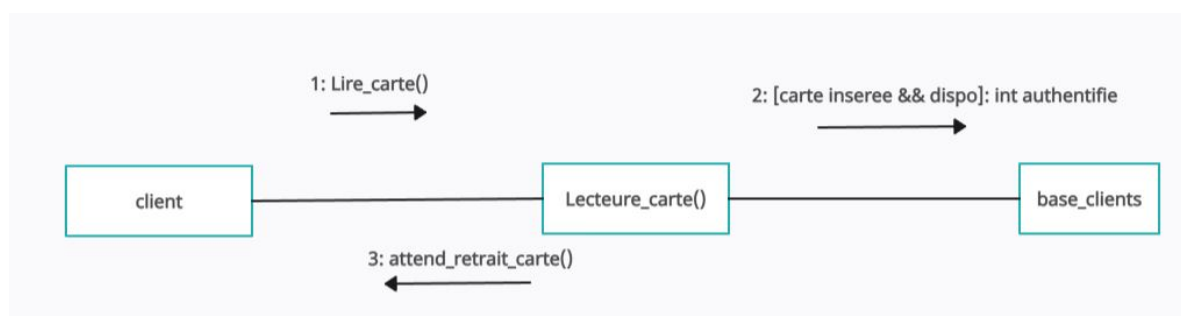 1: Lire_carte()
2: [carte inseree && dispo]: int authentifie
client
Lecteure_carte()
base_clients
3: attend_retrait_carte()